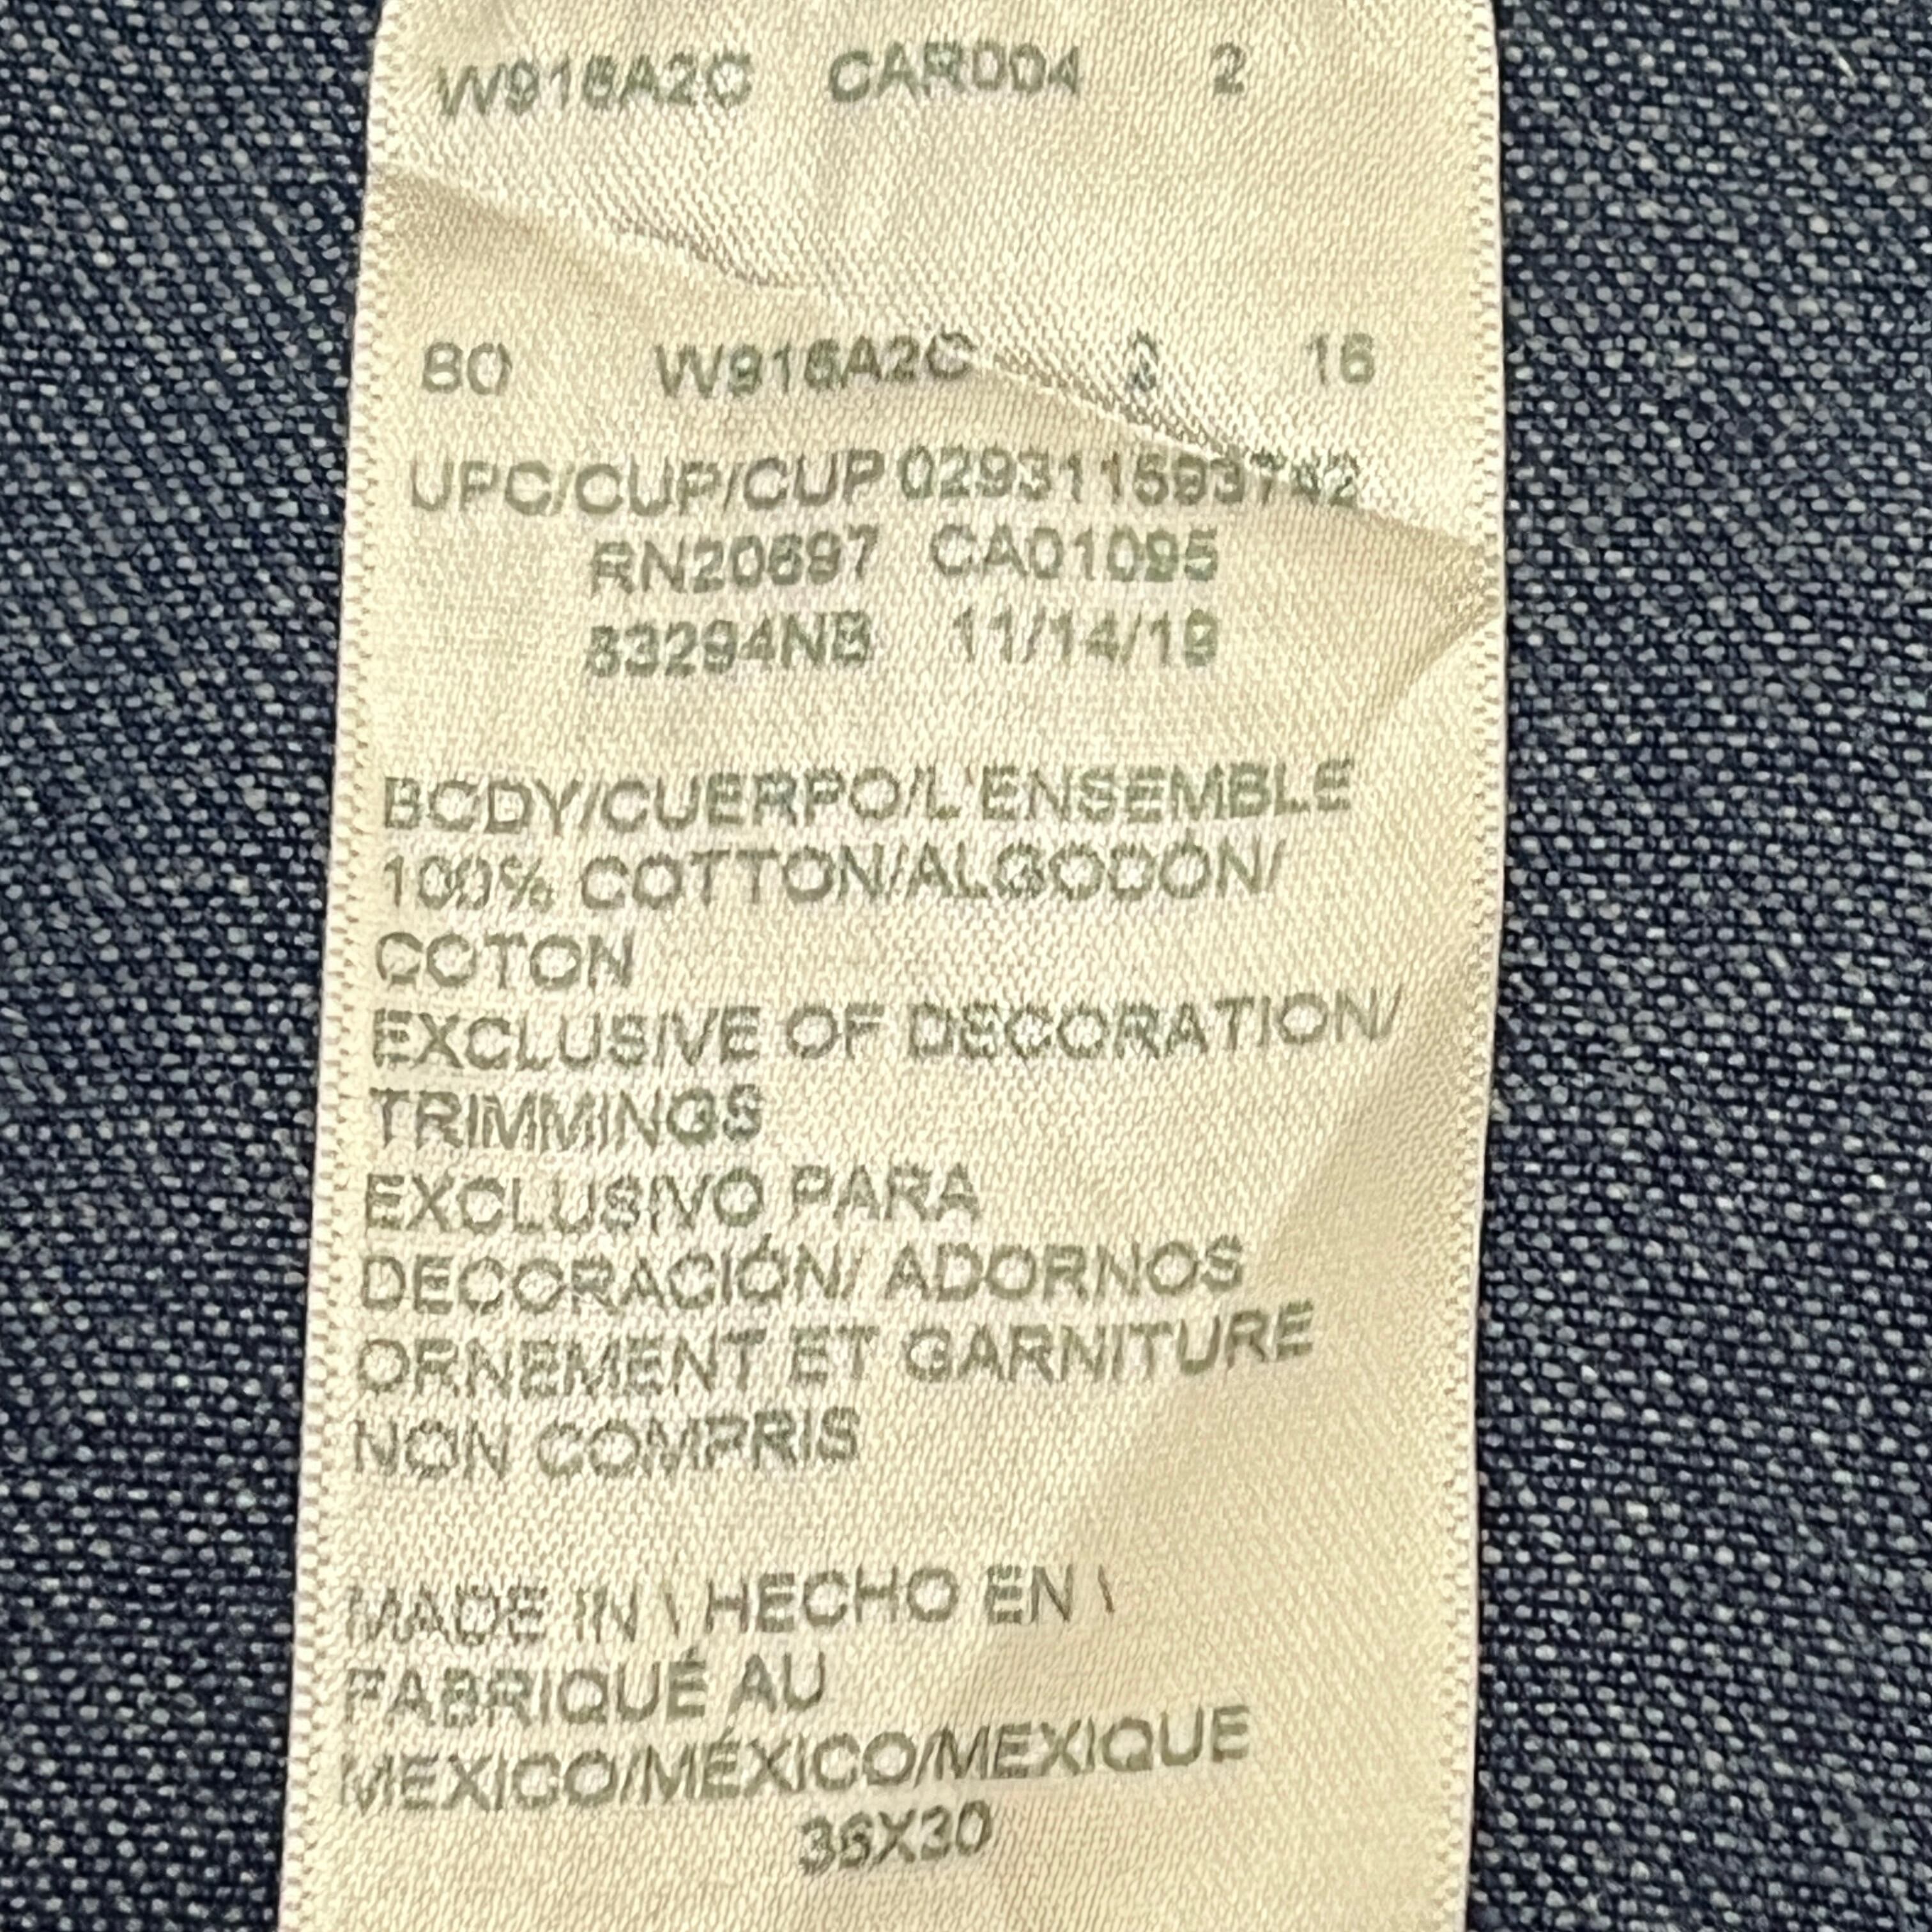 W916A2C CAR004 2
80 W916A2C 2 16
UPC/CUP/CUP 029311593742
RN20697 CA01095
83294NB 11/14/19
BODY/CUERPO/L'ENSEMBLE
100% COTTON/ALGODÓN/
COTON
EXCLUSIVE OF DECORATION/
TRIMMINGS
EXCLUSIVO PARA
DECORACIÓN/ ADORNOS
ORNEMENT ET GARNITURE
NON COMPRIS
MADE IN \ HECHO EN \
FABRIQUÉ AU
MEXICO/MÉXICO/MEXIQUE
36X30